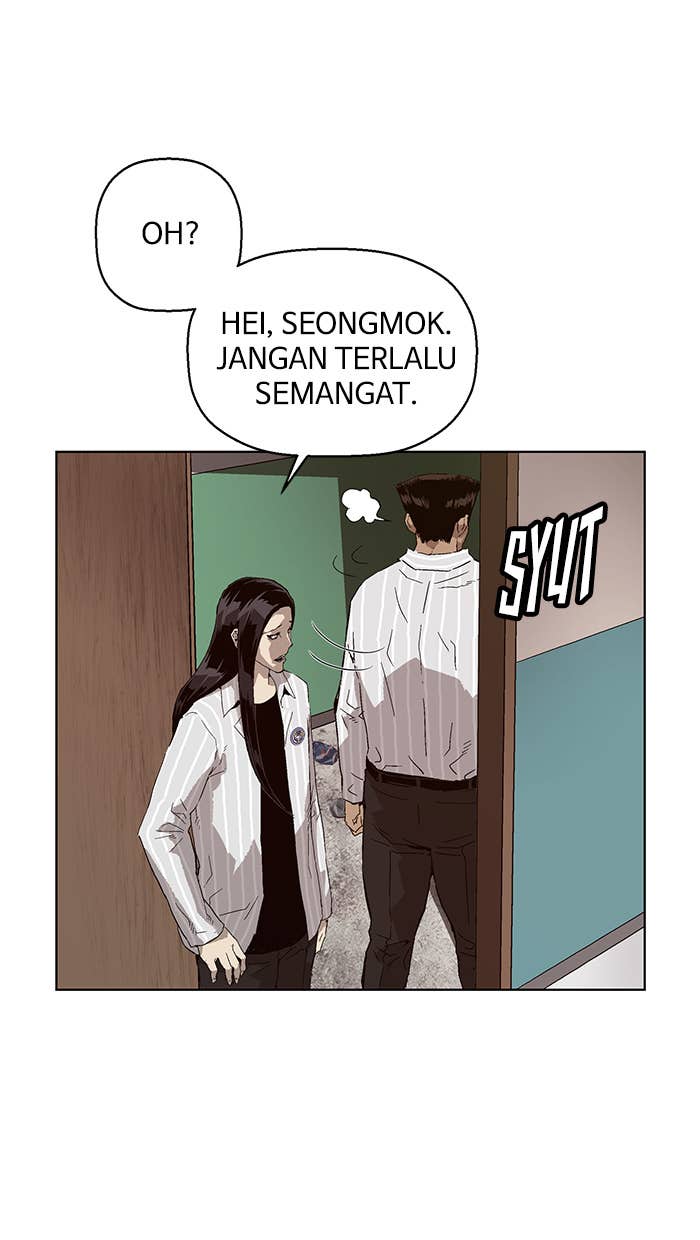 OH?
HEI, SEONGMOK.
JANGAN TERLALU
SEMANGAT.
SYUT